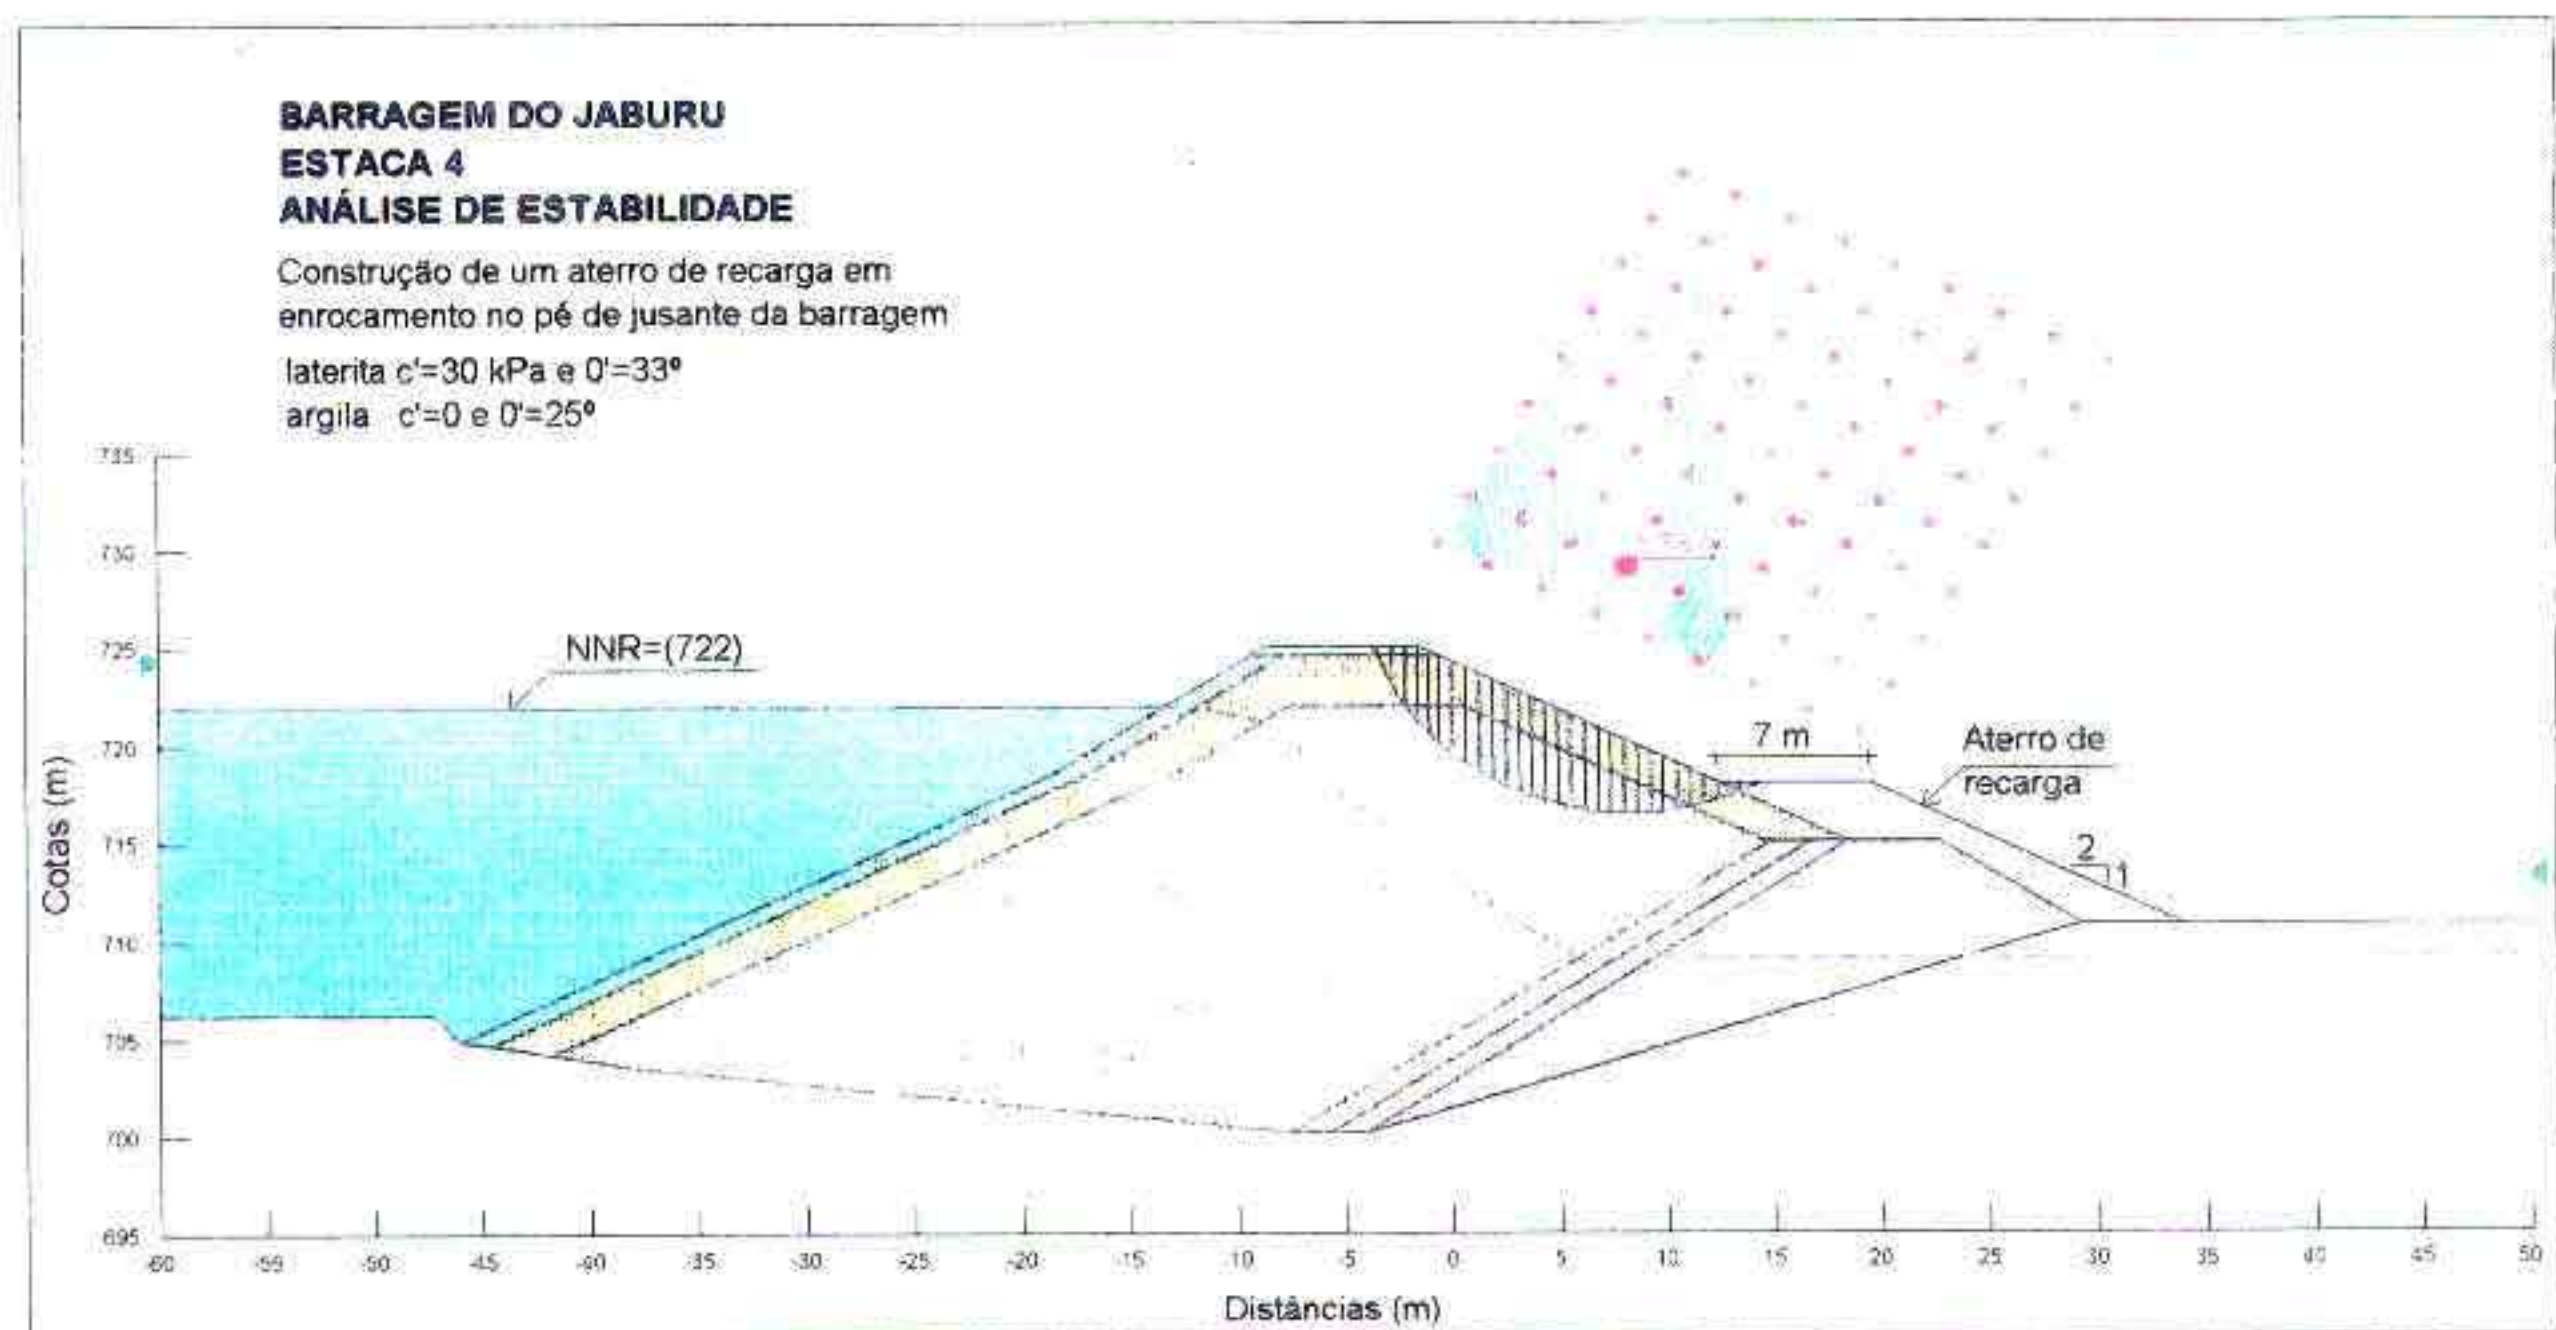 BARRAGEM DO JABURU
ESTACA 4
ANÁLISE DE ESTABILIDADE
Construção de um aterro de recarga em
enrocamento no pé de jusante da barragem
laterita c'=30 kPa e 0'=33º
argila c'=0 e 0'=25º
735
730
NNR=(722)
725
7 m
Aterro de
recarga
720
2
1
715
710
705
700
695
Cotas (m)
-60 -55 -50 -45 -40 -35 -30 -25 -20 -15 -10 -5 0 5 10 15 20 25 30 35 40 45 50
Distâncias (m)